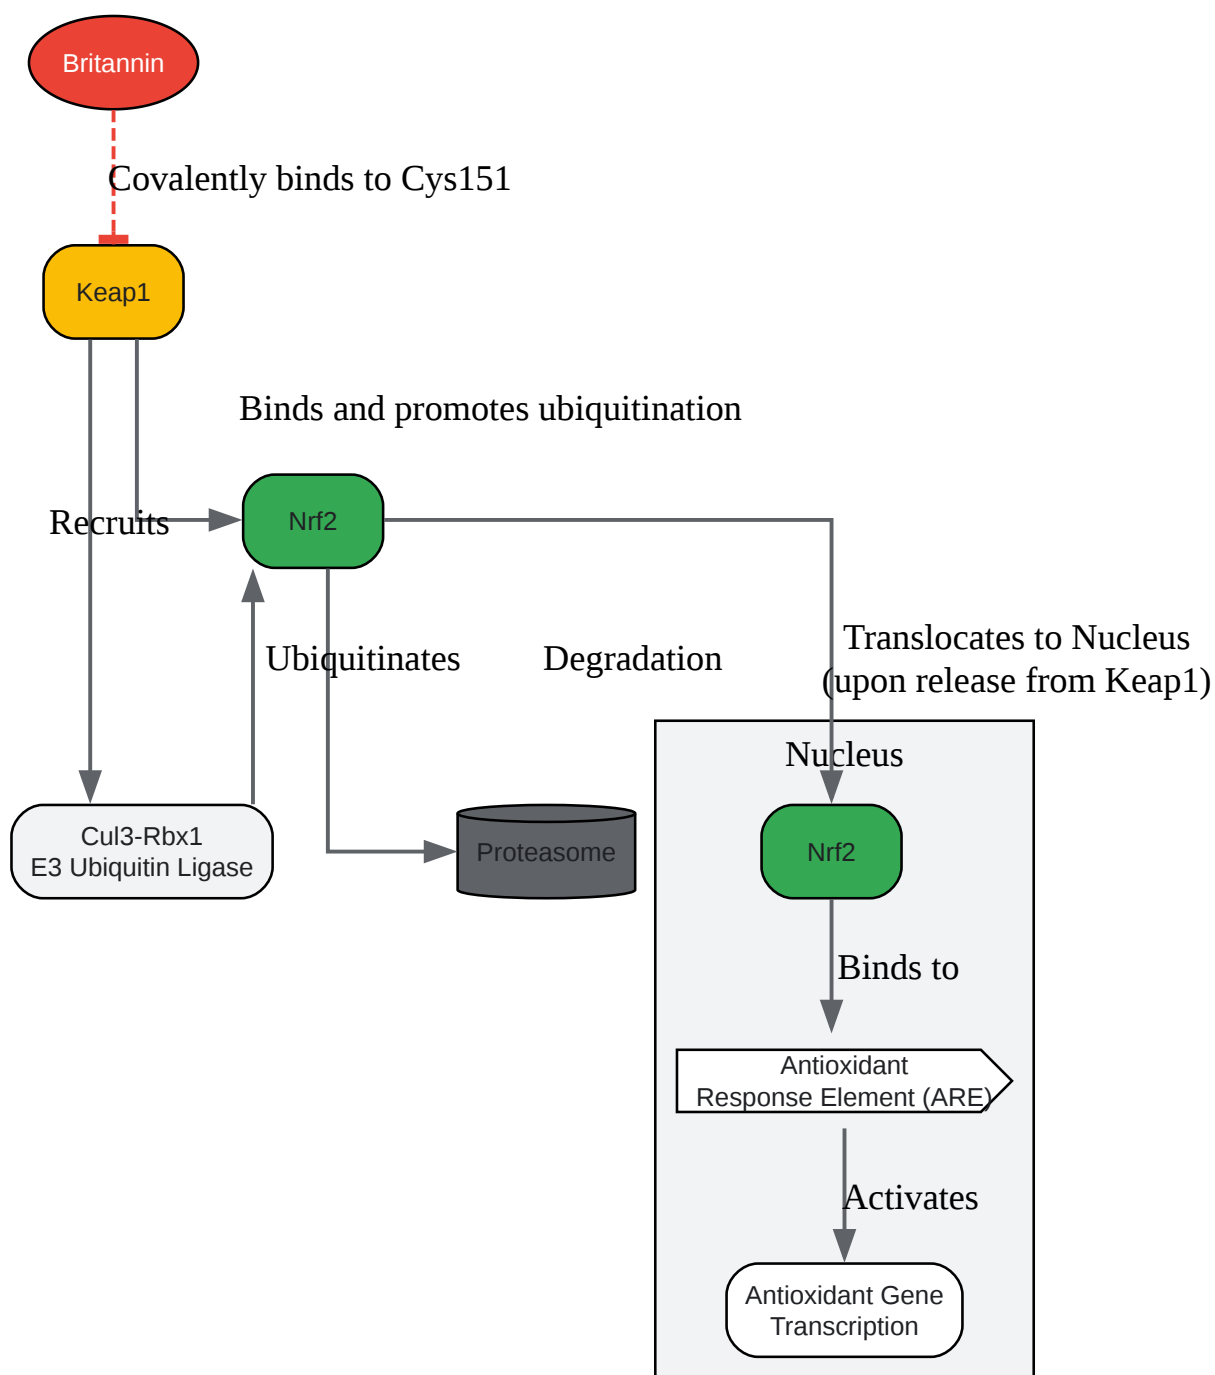 Britannin
Covalently binds to Cys151
Keap1
Binds and promotes ubiquitination
Recruits
Nrf2
Ubiquitinates
Degradation
Translocates to Nucleus
(upon release from Keap1)
Nucleus
Cul3-Rbx1
E3 Ubiquitin Ligase
Proteasome
Nrf2
Binds to
Antioxidant
Response Element (ARE)
Activates
Antioxidant Gene
Transcription